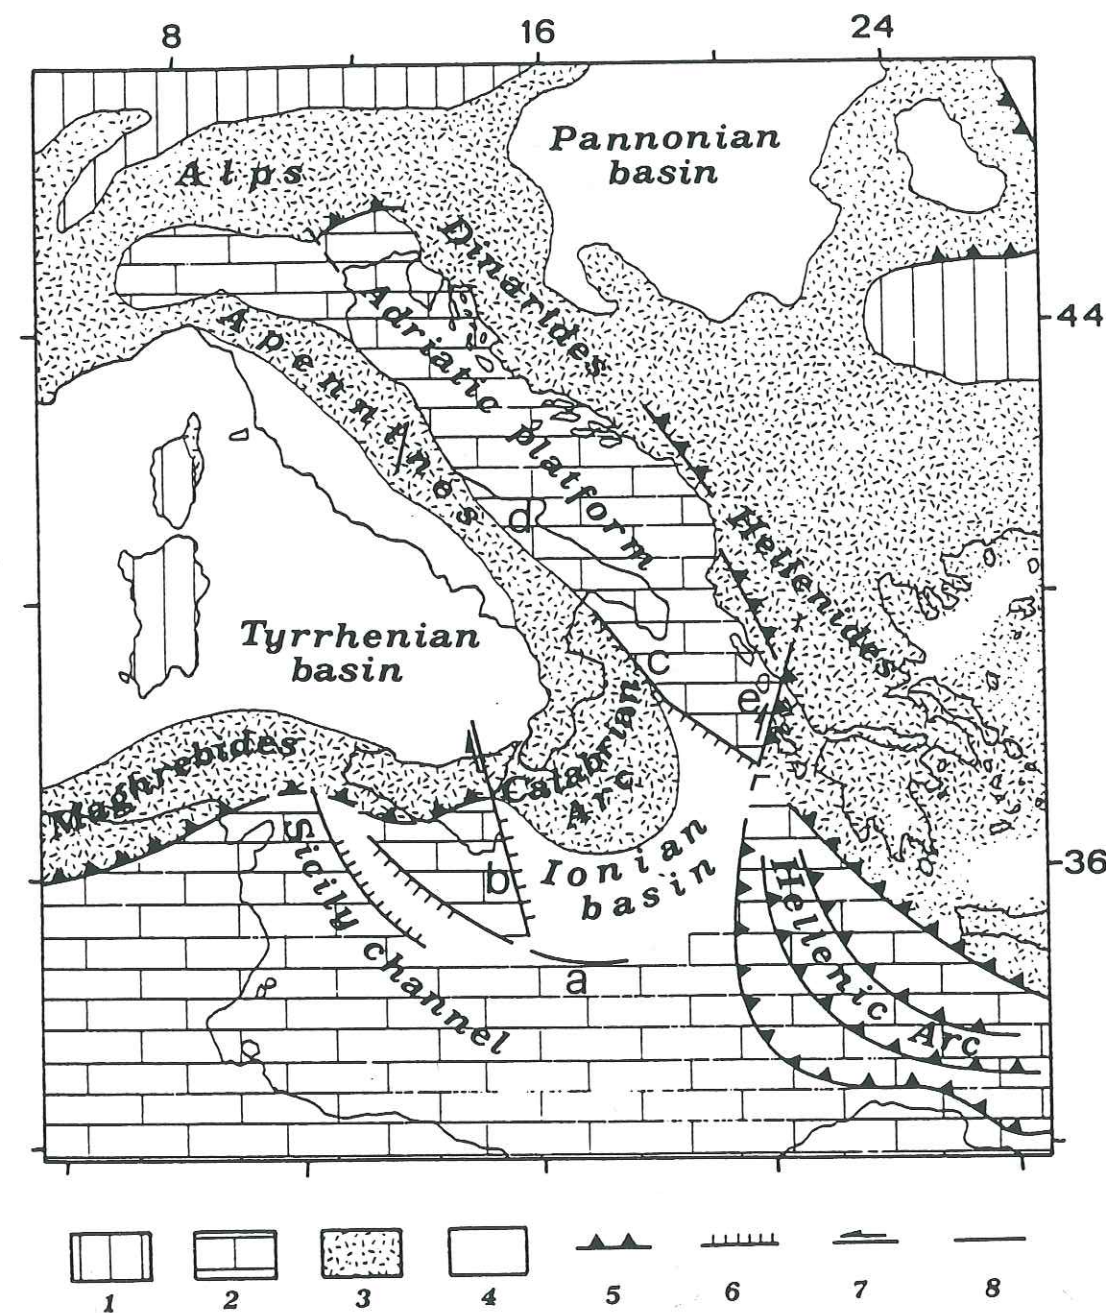 8 16 24
Pannonian
basin
Alps
Dinarides
44
Adriatic platform
Apennines
d
Hellenides
Tyrrhenian
basin
c
e
Maghrebides
Calabrian
Arc
36
Sicily channel
b
Ionian
basin
a
Hellenic Arc
1 2 3 4 5 6 7 8